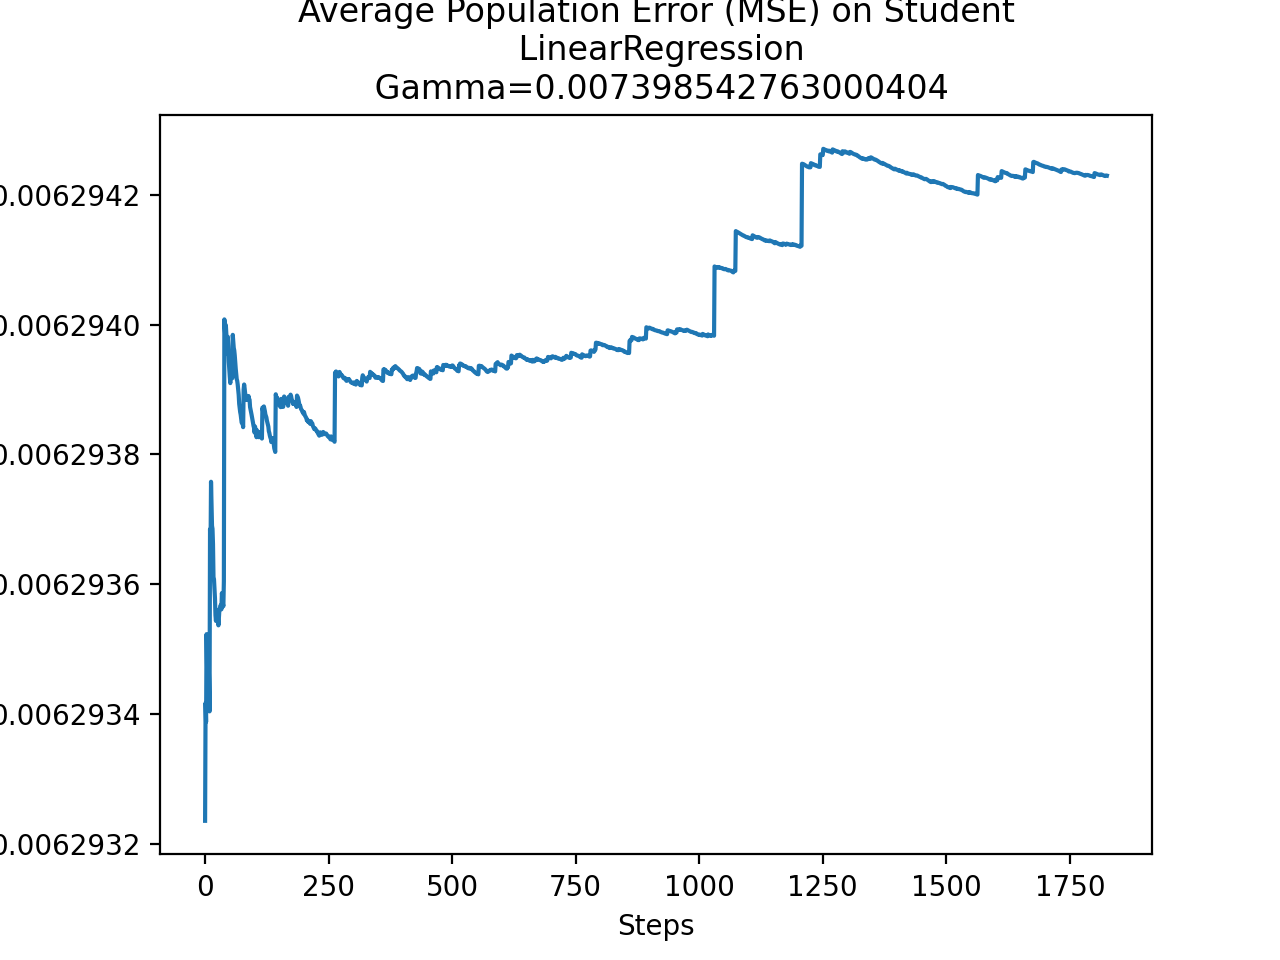 Average Population Error (MSE) on Student
LinearRegression
Gamma=0.007398542763000404
0.0062942
0.0062940
0.0062938
0.0062936
0.0062934
0.0062932
0 250 500 750 1000 1250 1500 1750
Steps